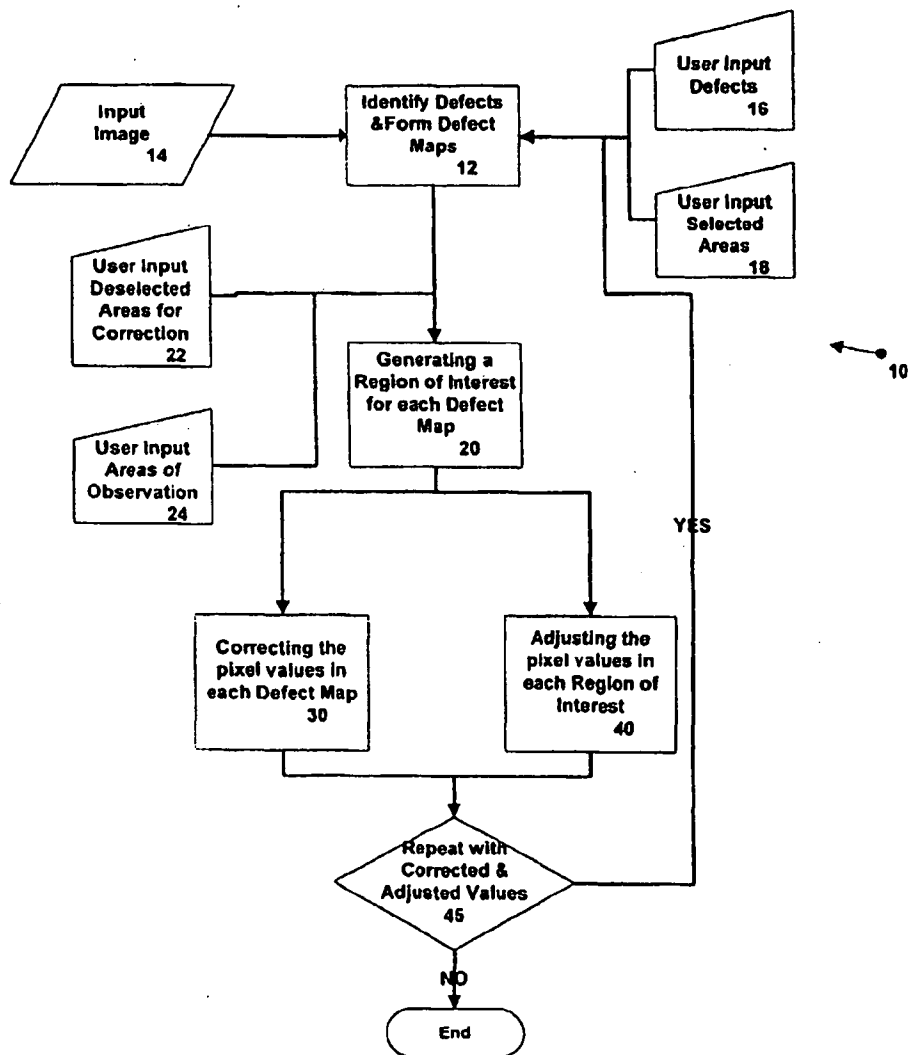 Input
Image
14
Identify Defects
&Form Defect
Maps
12
User Input
Defects
16
User Input
Selected
Areas
18
User Input
Deselected
Areas for
Correction
22
Generating a
Region of Interest
for each Defect
Map
20
10
User Input
Areas of
Observation
24
YES
Correcting the
pixel values in
each Defect Map
30
Adjusting the
pixel values in
each Region of
Interest
40
Repeat with
Corrected &
Adjusted Values
45
NO
End